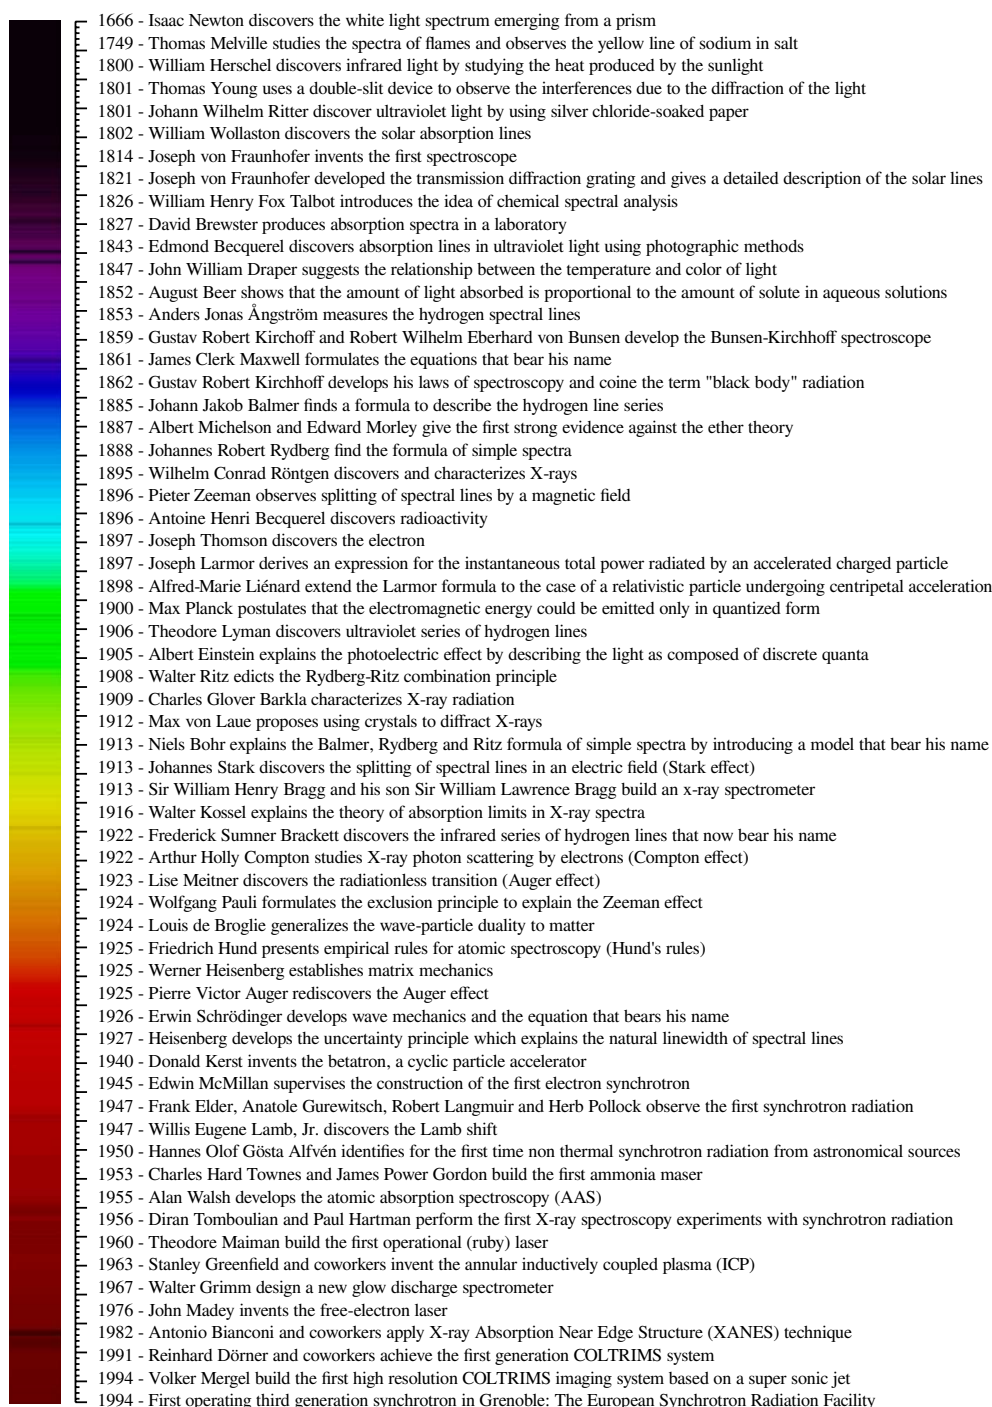 1666 - Isaac Newton discovers the white light spectrum emerging from a prism
1749 - Thomas Melville studies the spectra of flames and observes the yellow line of sodium in salt
1800 - William Herschel discovers infrared light by studying the heat produced by the sunlight
1801 - Thomas Young uses a double-slit device to observe the interferences due to the diffraction of the light
1801 - Johann Wilhelm Ritter discover ultraviolet light by using silver chloride-soaked paper
1802 - William Wollaston discovers the solar absorption lines
1814 - Joseph von Fraunhofer invents the first spectroscope
1821 - Joseph von Fraunhofer developed the transmission diffraction grating and gives a detailed description of the solar lines
1826 - William Henry Fox Talbot introduces the idea of chemical spectral analysis
1827 - David Brewster produces absorption spectra in a laboratory
1843 - Edmond Becquerel discovers absorption lines in ultraviolet light using photographic methods
1847 - John William Draper suggests the relationship between the temperature and color of light
1852 - August Beer shows that the amount of light absorbed is proportional to the amount of solute in aqueous solutions
1853 - Anders Jonas Ångström measures the hydrogen spectral lines
1859 - Gustav Robert Kirchoff and Robert Wilhelm Eberhard von Bunsen develop the Bunsen-Kirchhoff spectroscope
1861 - James Clerk Maxwell formulates the equations that bear his name
1862 - Gustav Robert Kirchhoff develops his laws of spectroscopy and coine the term "black body" radiation
1885 - Johann Jakob Balmer finds a formula to describe the hydrogen line series
1887 - Albert Michelson and Edward Morley give the first strong evidence against the ether theory
1888 - Johannes Robert Rydberg find the formula of simple spectra
1895 - Wilhelm Conrad Röntgen discovers and characterizes X-rays
1896 - Pieter Zeeman observes splitting of spectral lines by a magnetic field
1896 - Antoine Henri Becquerel discovers radioactivity
1897 - Joseph Thomson discovers the electron
1897 - Joseph Larmor derives an expression for the instantaneous total power radiated by an accelerated charged particle
1898 - Alfred-Marie Liénard extend the Larmor formula to the case of a relativistic particle undergoing centripetal acceleration
1900 - Max Planck postulates that the electromagnetic energy could be emitted only in quantized form
1906 - Theodore Lyman discovers ultraviolet series of hydrogen lines
1905 - Albert Einstein explains the photoelectric effect by describing the light as composed of discrete quanta
1908 - Walter Ritz edicts the Rydberg-Ritz combination principle
1909 - Charles Glover Barkla characterizes X-ray radiation
1912 - Max von Laue proposes using crystals to diffract X-rays
1913 - Niels Bohr explains the Balmer, Rydberg and Ritz formula of simple spectra by introducing a model that bear his name
1913 - Johannes Stark discovers the splitting of spectral lines in an electric field (Stark effect)
1913 - Sir William Henry Bragg and his son Sir William Lawrence Bragg build an x-ray spectrometer
1916 - Walter Kossel explains the theory of absorption limits in X-ray spectra
1922 - Frederick Sumner Brackett discovers the infrared series of hydrogen lines that now bear his name
1922 - Arthur Holly Compton studies X-ray photon scattering by electrons (Compton effect)
1923 - Lise Meitner discovers the radiationless transition (Auger effect)
1924 - Wolfgang Pauli formulates the exclusion principle to explain the Zeeman effect
1924 - Louis de Broglie generalizes the wave-particle duality to matter
1925 - Friedrich Hund presents empirical rules for atomic spectroscopy (Hund's rules)
1925 - Werner Heisenberg establishes matrix mechanics
1925 - Pierre Victor Auger rediscovers the Auger effect
1926 - Erwin Schrödinger develops wave mechanics and the equation that bears his name
1927 - Heisenberg develops the uncertainty principle which explains the natural linewidth of spectral lines
1940 - Donald Kerst invents the betatron, a cyclic particle accelerator
1945 - Edwin McMillan supervises the construction of the first electron synchrotron
1947 - Frank Elder, Anatole Gurewitsch, Robert Langmuir and Herb Pollock observe the first synchrotron radiation
1947 - Willis Eugene Lamb, Jr. discovers the Lamb shift
1950 - Hannes Olof Gösta Alfvén identifies for the first time non thermal synchrotron radiation from astronomical sources
1953 - Charles Hard Townes and James Power Gordon build the first ammonia maser
1955 - Alan Walsh develops the atomic absorption spectroscopy (AAS)
1956 - Diran Tomboulian and Paul Hartman perform the first X-ray spectroscopy experiments with synchrotron radiation
1960 - Theodore Maiman build the first operational (ruby) laser
1963 - Stanley Greenfield and coworkers invent the annular inductively coupled plasma (ICP)
1967 - Walter Grimm design a new glow discharge spectrometer
1976 - John Madey invents the free-electron laser
1982 - Antonio Bianconi and coworkers apply X-ray Absorption Near Edge Structure (XANES) technique
1991 - Reinhard Dörner and coworkers achieve the first generation COLTRIMS system
1994 - Volker Mergel build the first high resolution COLTRIMS imaging system based on a super sonic jet
1994 - First operating third generation synchrotron in Grenoble: The European Synchrotron Radiation Facility